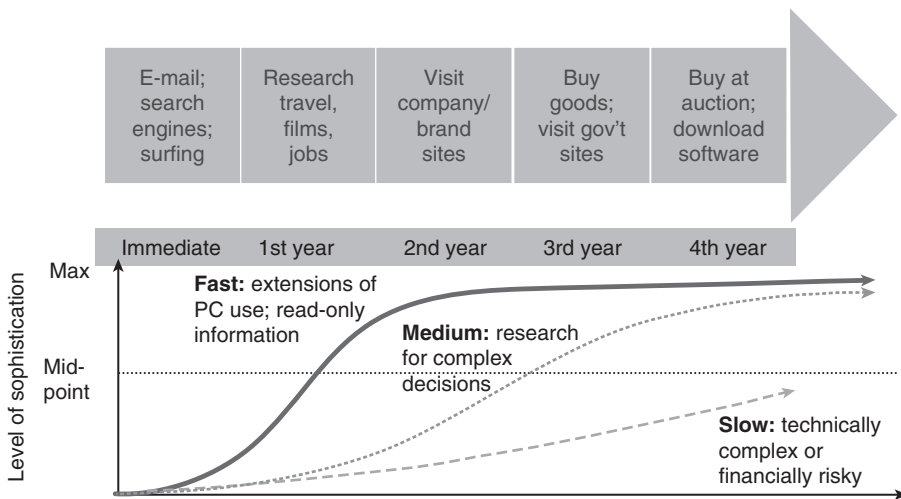 E-mail;
search
engines;
surfing
Research
travel,
films,
jobs
Visit
company/
brand
sites
Buy
goods;
visit gov't
sites
Buy at
auction;
download
software
Immediate 1st year 2nd year 3rd year 4th year
Max
Mid-
point
Level of sophistication
Fast: extensions of
PC use; read-only
information
Medium: research
for complex
decisions
Slow: technically
complex or
financially risky